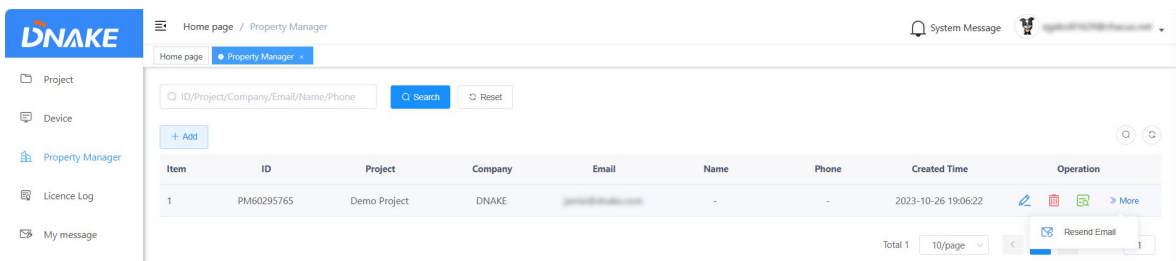 DNAKE
Home page / Property Manager
System Message
Home page
Property Manager ×
Project
Device
Property Manager
Licence Log
My message
ID/Project/Company/Email/Name/Phone
Search
Reset
+ Add
Item ID Project Company Email Name Phone Created Time Operation
1 PM60295765 Demo Project DNAKE - - 2023-10-26 19:06:22 More
Resend Email
Total 1 10/page 1